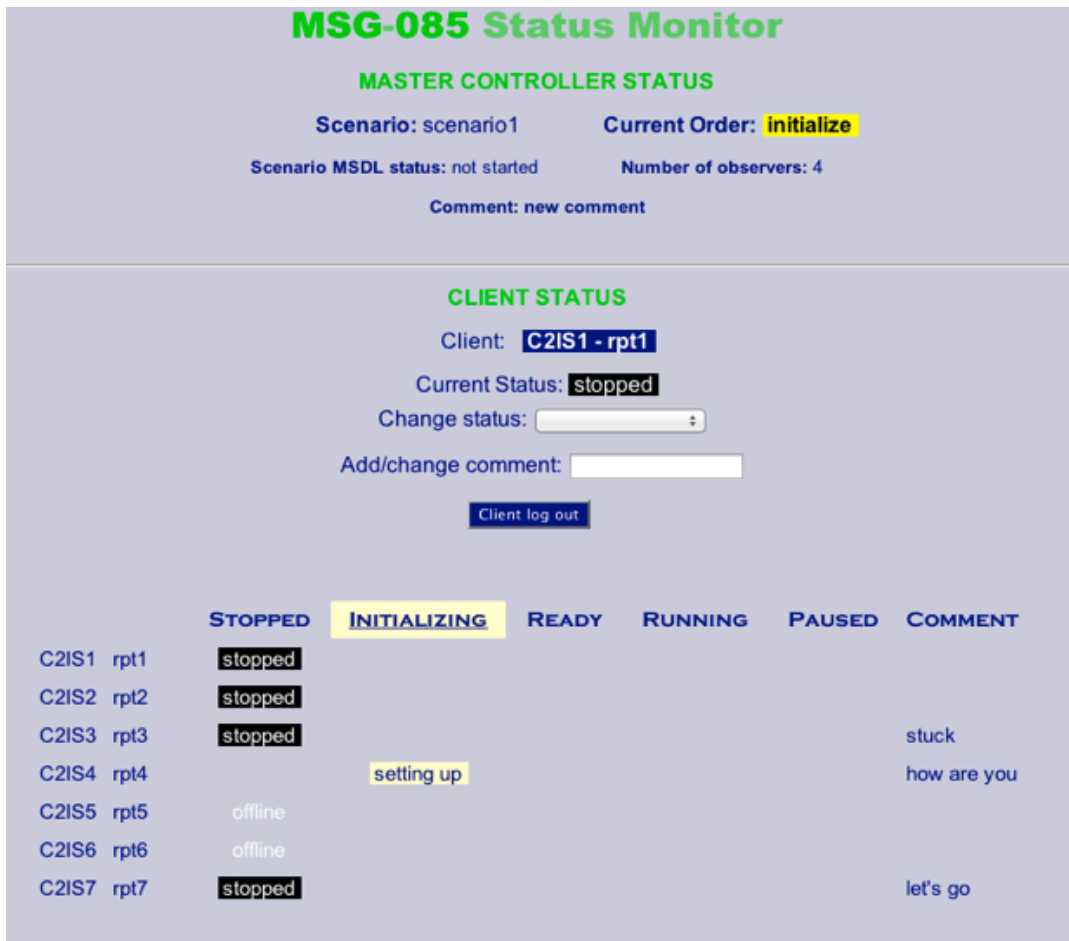 MSG-085 Status Monitor
MASTER CONTROLLER STATUS
Scenario: scenario1 Current Order: initialize
Scenario MSDL status: not started Number of observers: 4
Comment: new comment
CLIENT STATUS
Client: C2IS1 - rpt1
Current Status: stopped
Change status:
Add/change comment:
Client log out
STOPPED INITIALIZING READY RUNNING PAUSED COMMENT
C2IS1 rpt1 stopped
C2IS2 rpt2 stopped
C2IS3 rpt3 stopped stuck
C2IS4 rpt4 setting up how are you
C2IS5 rpt5 offline
C2IS6 rpt6 offline
C2IS7 rpt7 stopped let's go